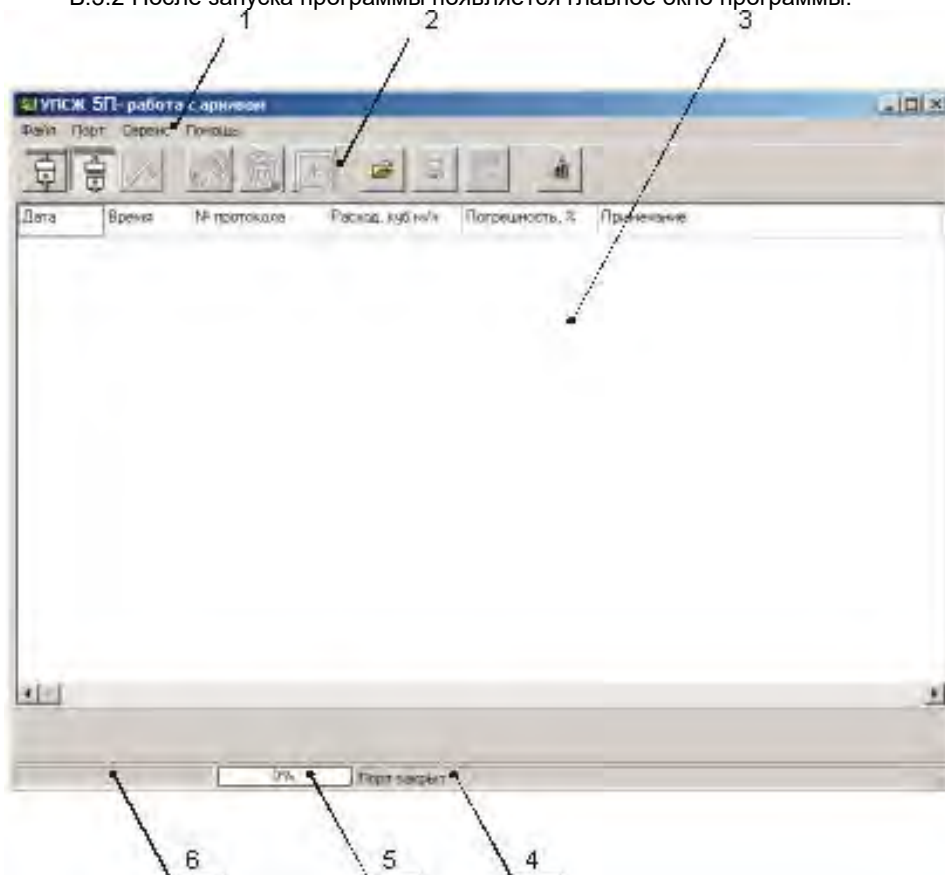 В.3.2 После запуска программы появляется главное окно программы.
1 2 3
УПСЖ 5П- работа с архивом
Файл Порт Сервис Помощь
Дата Время № протокола Расход, куб м/ч Погрешность, % Примечание
0% Порт закрыт
6 5 4